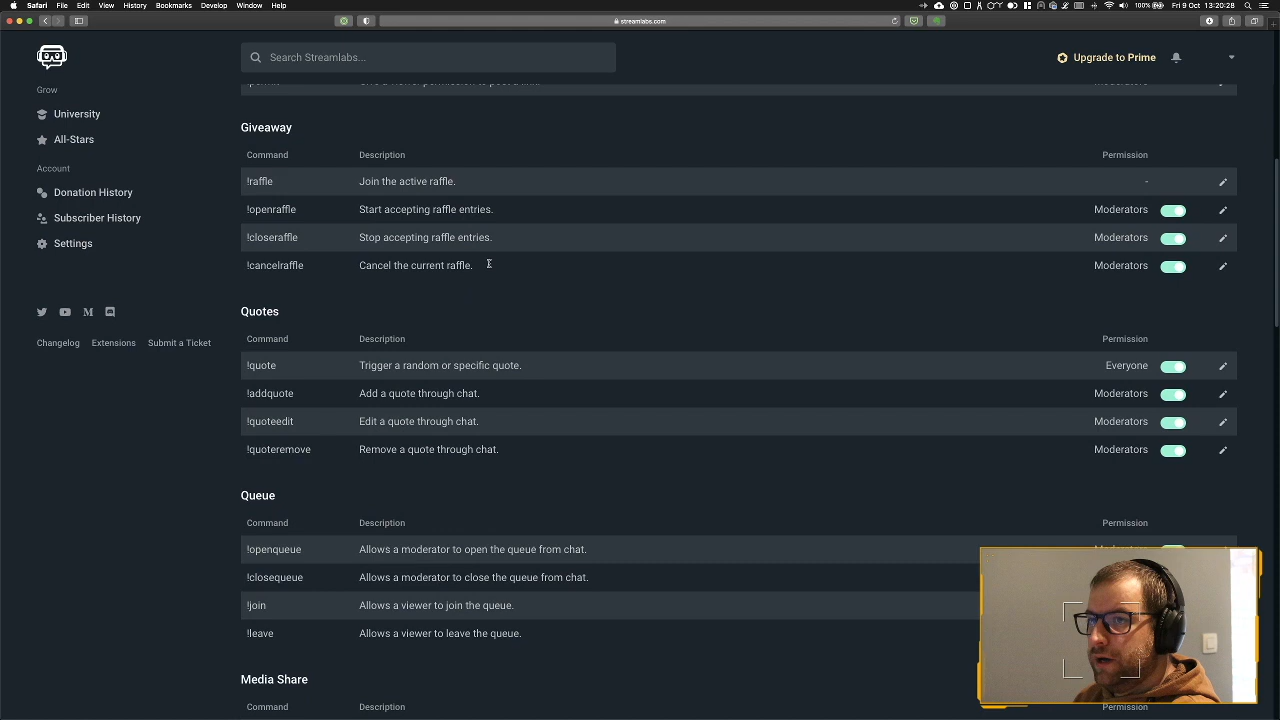 Safari File Edit View History Bookmarks Develop Window Help 100% Fri 9 Oct 13:20:28
streamlabs.com
Search Streamlabs...
Upgrade to Prime
Grow
University
All-Stars
Account
Donation History
Subscriber History
Settings
Changelog Extensions Submit a Ticket
Giveaway
Command Description Permission
!raffle Join the active raffle. -
!openraffle Start accepting raffle entries. Moderators
!closeraffle Stop accepting raffle entries. Moderators
!cancelraffle Cancel the current raffle. Moderators
Quotes
Command Description Permission
!quote Trigger a random or specific quote. Everyone
!addquote Add a quote through chat. Moderators
!quoteedit Edit a quote through chat. Moderators
!quoteremove Remove a quote through chat. Moderators
Queue
Command Description Permission
!openqueue Allows a moderator to open the queue from chat.
!closequeue Allows a moderator to close the queue from chat.
!join Allows a viewer to join the queue.
!leave Allows a viewer to leave the queue.
Media Share
Command Description Permission